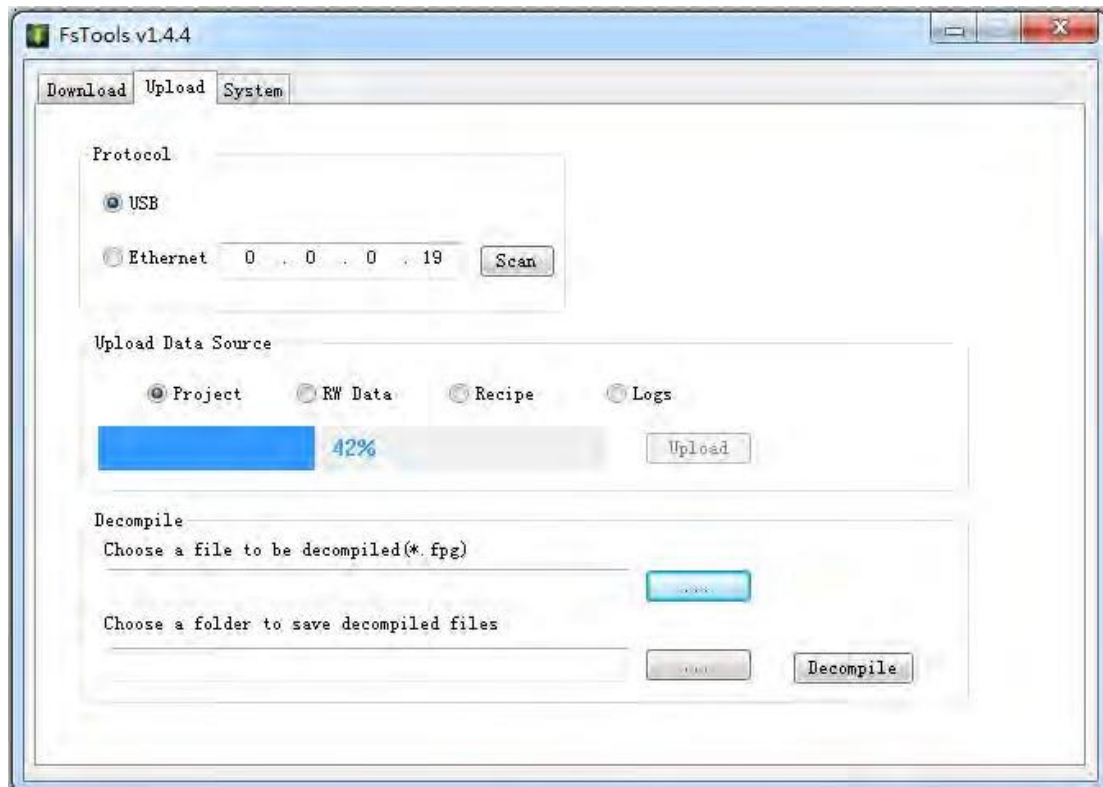 FsTools v1.4.4
Download Upload System
Protocol
USB
Ethernet 0 . 0 . 0 . 19 Scan
Upload Data Source
Project RW Data Recipe Logs
42% Upload
Decompile
Choose a file to be decompiled(*.fpg)
....
Choose a folder to save decompiled files
.... Decompile